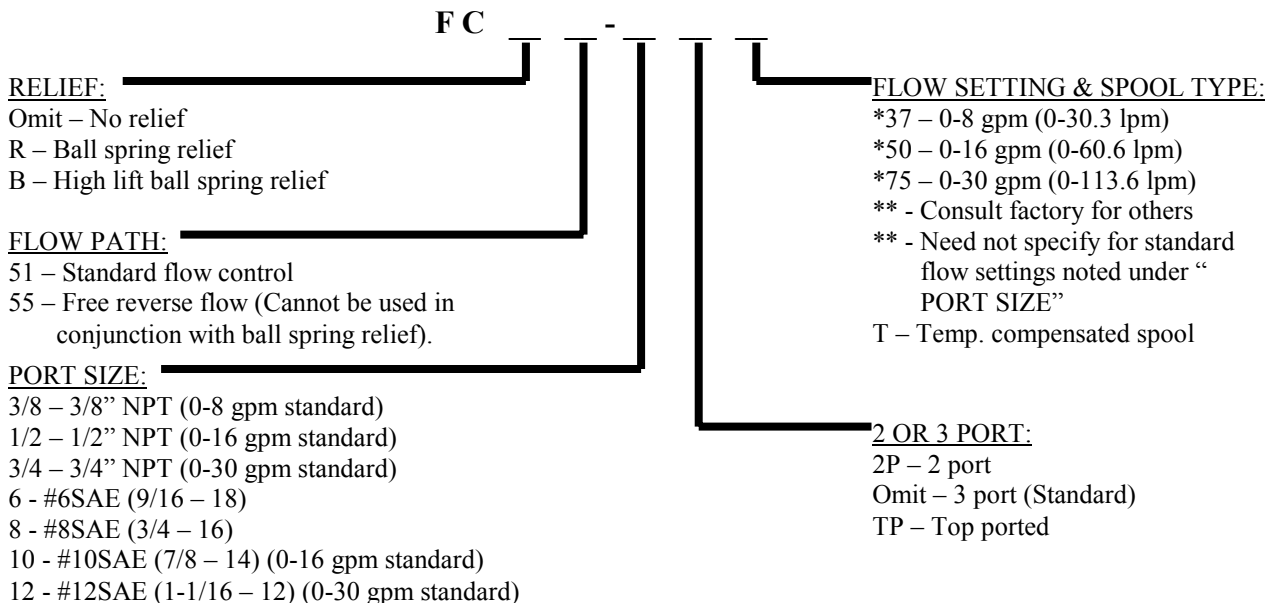 F C __ __ - __ __ __
RELIEF:
Omit – No relief
R – Ball spring relief
B – High lift ball spring relief
FLOW PATH:
51 – Standard flow control
55 – Free reverse flow (Cannot be used in
conjunction with ball spring relief).
PORT SIZE:
3/8 – 3/8” NPT (0-8 gpm standard)
1/2 – 1/2” NPT (0-16 gpm standard)
3/4 – 3/4” NPT (0-30 gpm standard)
6 - #6SAE (9/16 – 18)
8 - #8SAE (3/4 – 16)
10 - #10SAE (7/8 – 14) (0-16 gpm standard)
12 - #12SAE (1-1/16 – 12) (0-30 gpm standard)
FLOW SETTING & SPOOL TYPE:
*37 – 0-8 gpm (0-30.3 lpm)
*50 – 0-16 gpm (0-60.6 lpm)
*75 – 0-30 gpm (0-113.6 lpm)
** - Consult factory for others
** - Need not specify for standard
flow settings noted under “
PORT SIZE”
T – Temp. compensated spool
2 OR 3 PORT:
2P – 2 port
Omit – 3 port (Standard)
TP – Top ported